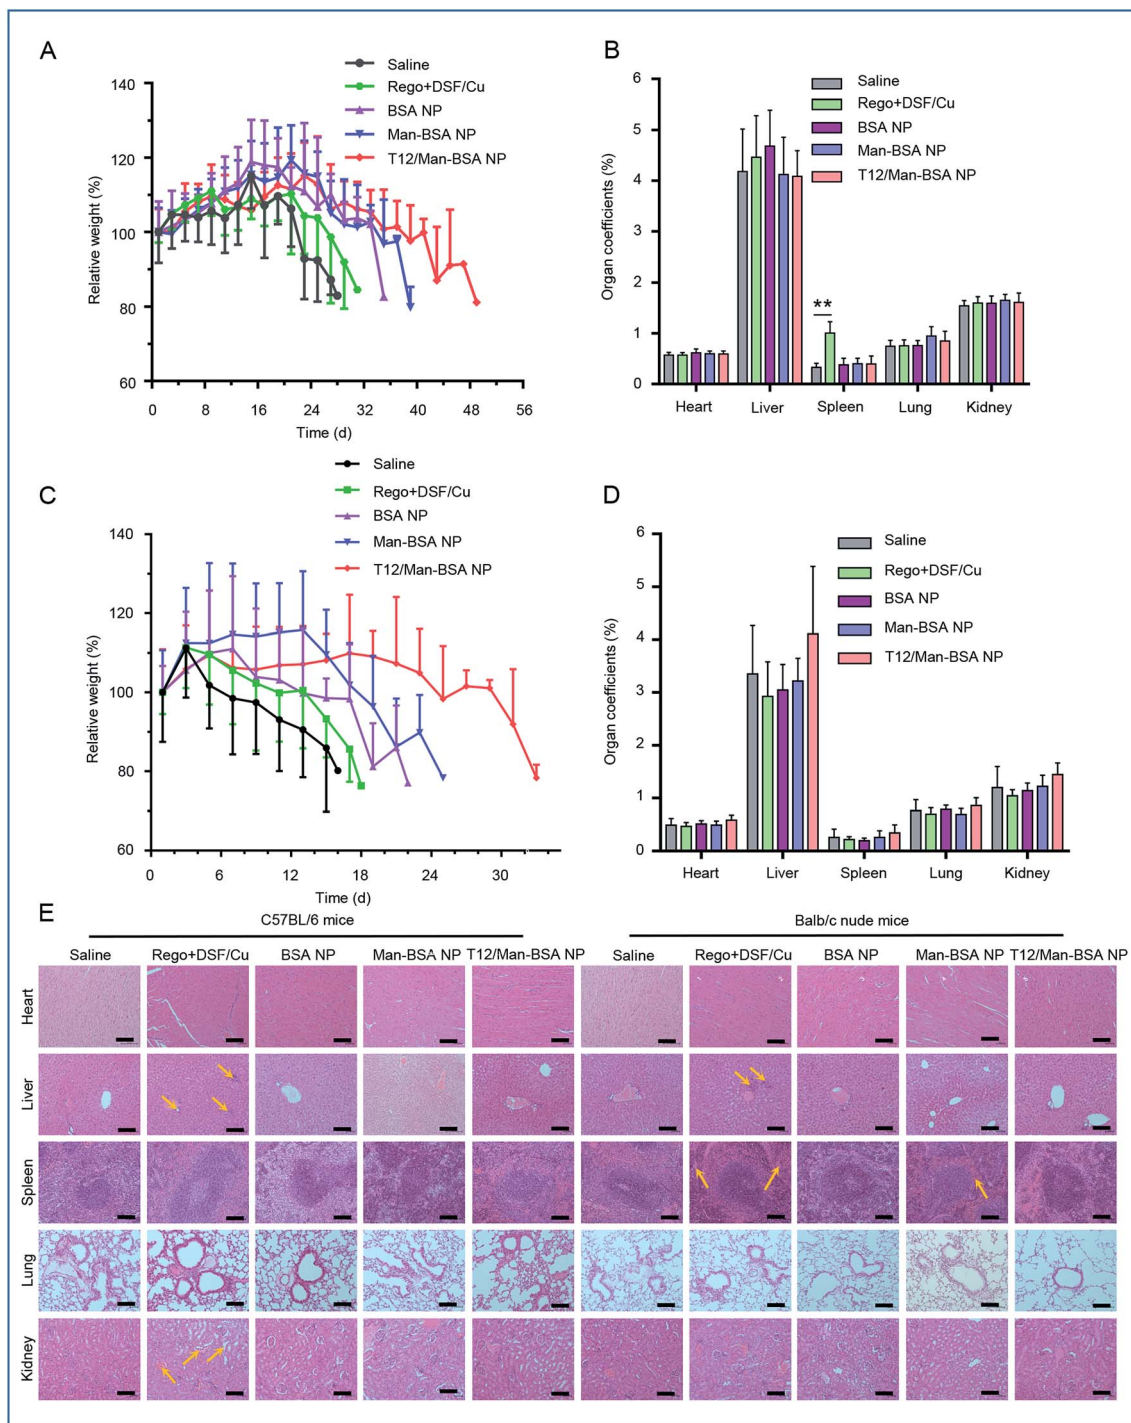 A
Saline
Rego+DSF/Cu
BSA NP
Man-BSA NP
T12/Man-BSA NP
Relative weight (%)
140
120
100
80
60
0 8 16 24 32 40 48 56
Time (d)
B
Saline
Rego+DSF/Cu
BSA NP
Man-BSA NP
T12/Man-BSA NP
Organ coefficients (%)
6
5
4
3
2
1
0
**
Heart Liver Spleen Lung Kidney
C
Saline
Rego+DSF/Cu
BSA NP
Man-BSA NP
T12/Man-BSA NP
Relative weight (%)
140
120
100
80
60
0 6 12 18 24 30
Time (d)
D
Saline
Rego+DSF/Cu
BSA NP
Man-BSA NP
T12/Man-BSA NP
Organ coefficients (%)
6
5
4
3
2
1
0
Heart Liver Spleen Lung Kidney
E
C57BL/6 mice Balb/c nude mice
Saline Rego+DSF/Cu BSA NP Man-BSA NP T12/Man-BSA NP Saline Rego+DSF/Cu BSA NP Man-BSA NP T12/Man-BSA NP
Heart
Liver
Spleen
Lung
Kidney